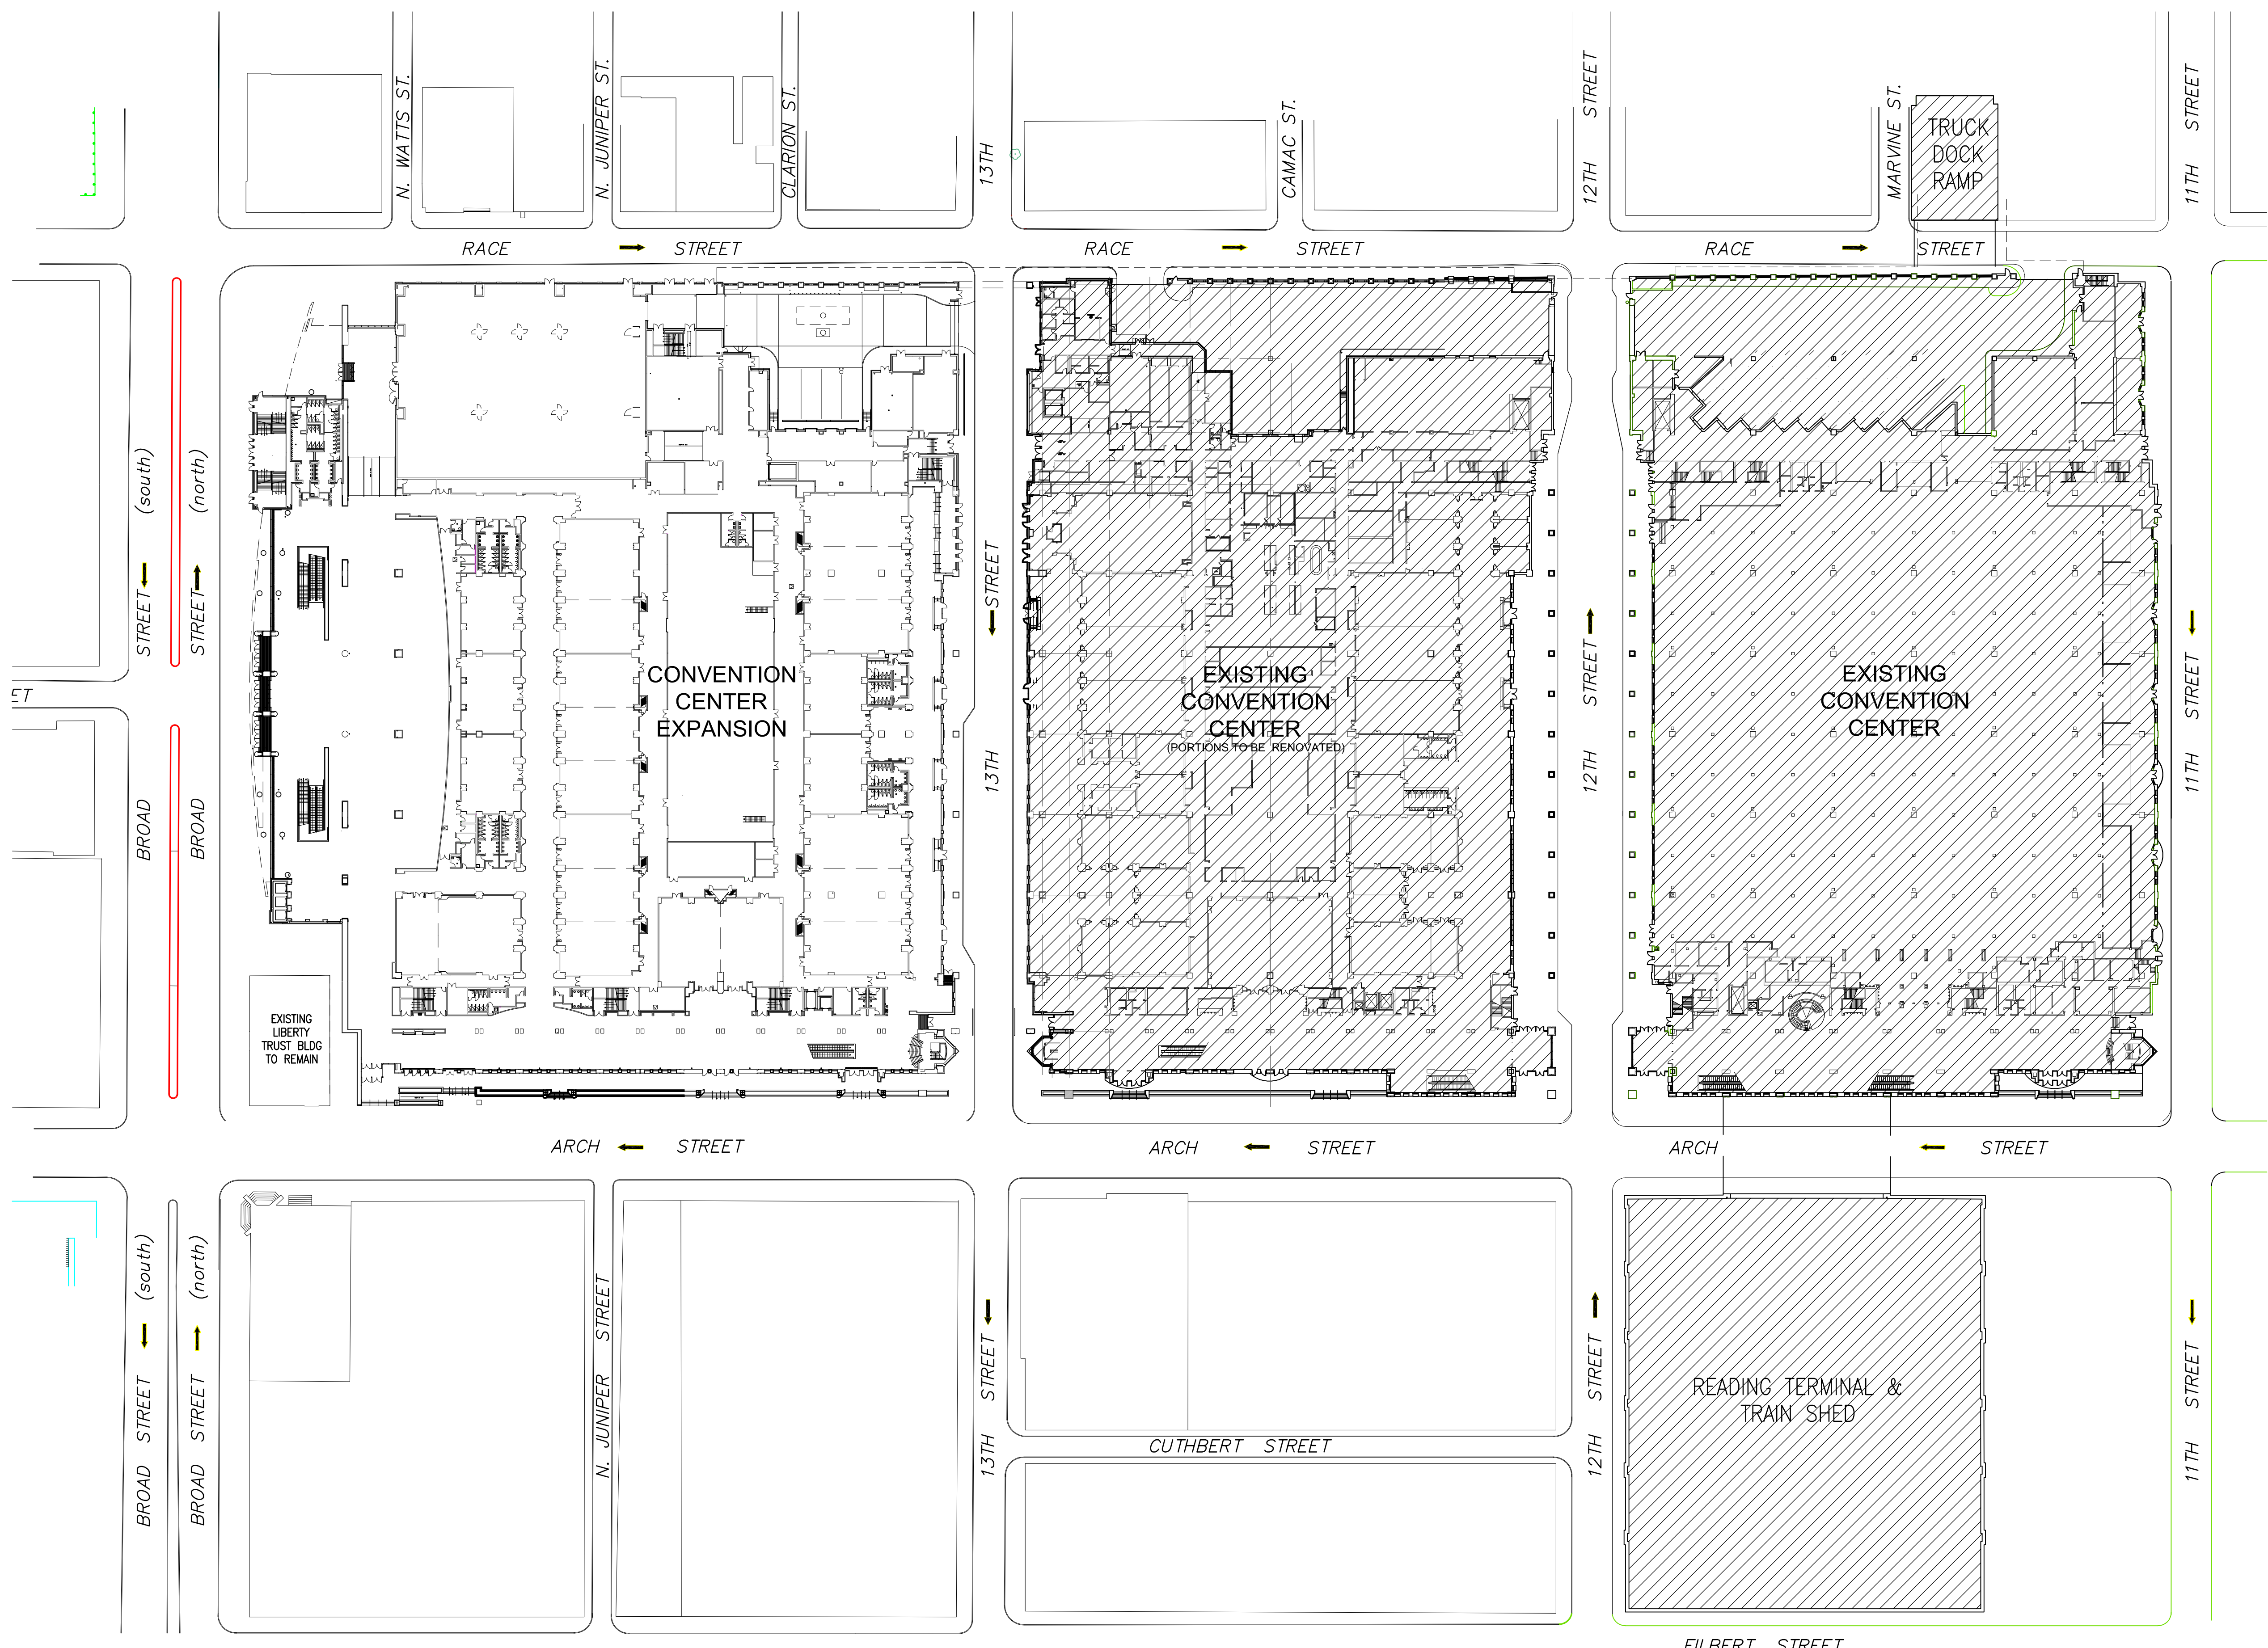 N. WATTS ST.
N. JUNIPER ST.
CLARION ST.
13TH
CAMAC ST.
12TH STREET
MARVINE ST.
TRUCK
DOCK
RAMP
11TH STREET
RACE STREET
RACE STREET
RACE STREET
BROAD STREET (south)
BROAD STREET (north)
13TH STREET
12TH STREET
11TH STREET
CONVENTION
CENTER
EXPANSION
EXISTING
CONVENTION
CENTER
(PORTIONS TO BE RENOVATED)
EXISTING
CONVENTION
CENTER
ET
EXISTING
LIBERTY
TRUST BLDG
TO REMAIN
ARCH STREET
ARCH STREET
ARCH STREET
BROAD STREET (south)
BROAD STREET (north)
N. JUNIPER STREET
13TH STREET
CUTHBERT STREET
12TH STREET
READING TERMINAL &
TRAIN SHED
11TH STREET
FILBERT STREET